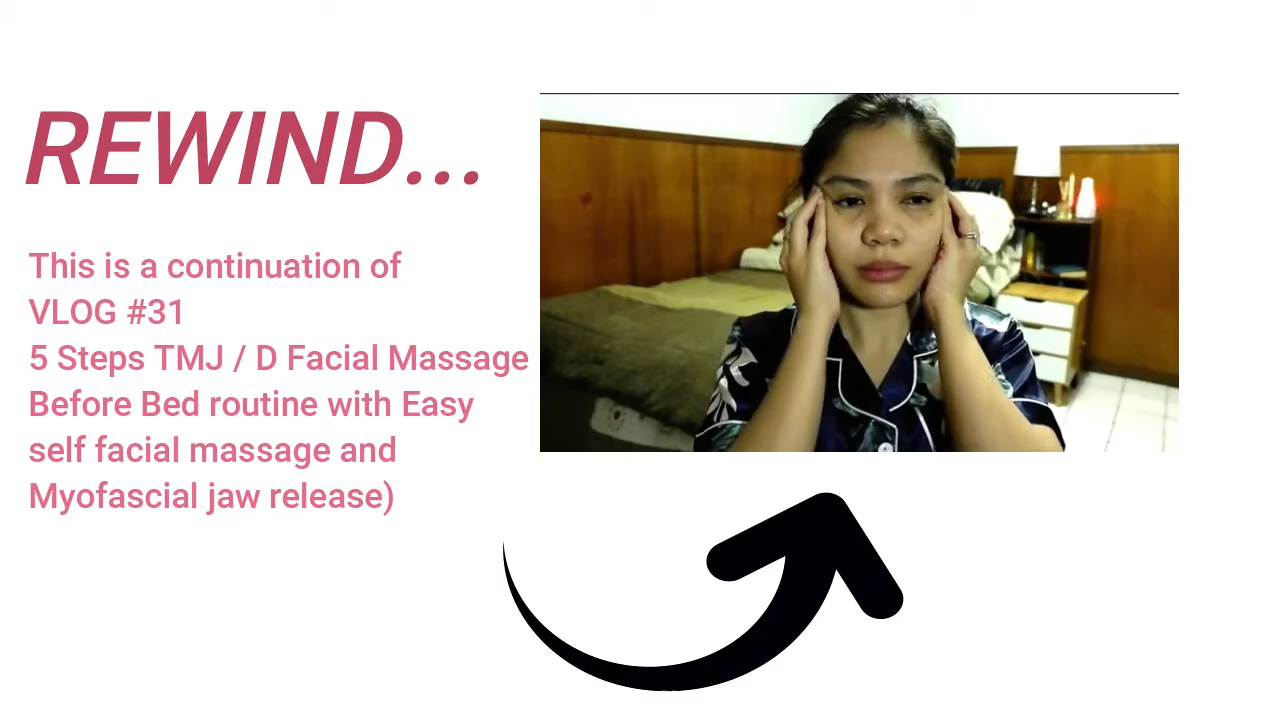 REWIND...
This is a continuation of
VLOG #31
5 Steps TMJ / D Facial Massage
Before Bed routine with Easy
self facial massage and
Myofascial jaw release)